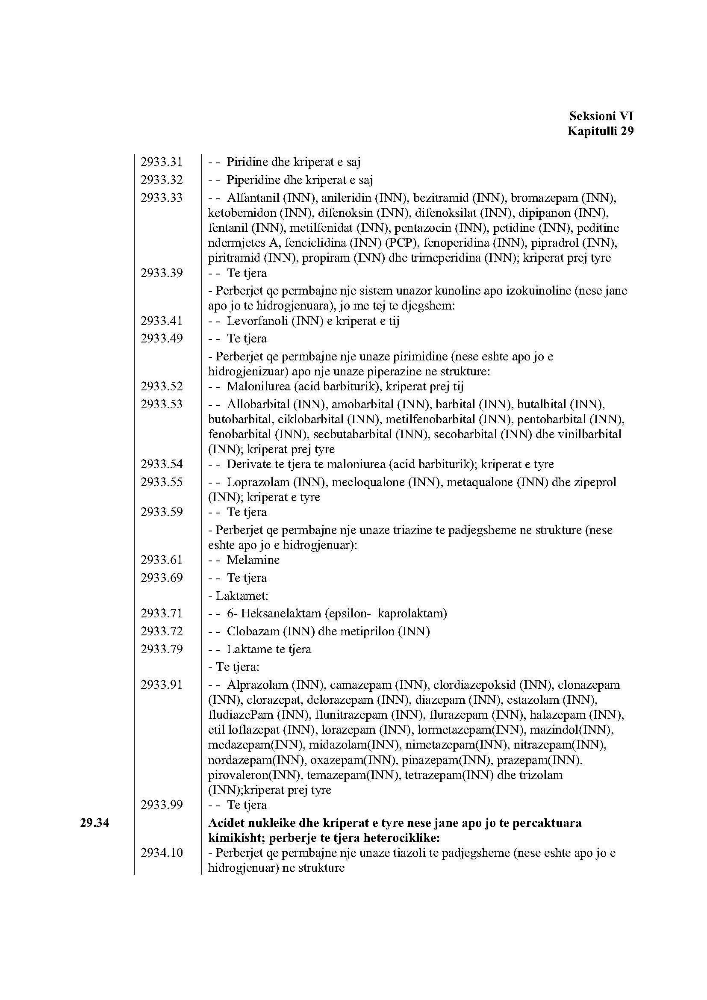 Seksioni VI
Kapitulli 29
2933.31 - - Piridine dhe kriperat e saj
2933.32 - - Piperidine dhe kriperat e saj
2933.33 - - Alfantanil (INN), anileridin (INN), bezitramid (INN), bromazepam (INN),
ketobemidon (INN), difenoksin (INN), difenoksilat (INN), dipipanon (INN),
fentanil (INN), metilfenidat (INN), pentazocin (INN), petidine (INN), peditine
ndermjetes A, fenciclidina (INN) (PCP), fenoperidina (INN), pipradrol (INN),
piritramid (INN), propiram (INN) dhe trimeperidina (INN); kriperat prej tyre
2933.39 - - Te tjera
- Perberjet qe permbajne nje sistem unazor kunoline apo izokuinoline (nese jane
apo jo te hidrogjenuara), jo me tej te djegshem:
2933.41 - - Levorfanoli (INN) e kriperat e tij
2933.49 - - Te tjera
- Perberjet qe permbajne nje unaze pirimidine (nese eshte apo jo e
hidrogjenizuar) apo nje unaze piperazine ne strukture:
2933.52 - - Malonilurea (acid barbiturik), kriperat prej tij
2933.53 - - Allobarbital (INN), amobarbital (INN), barbital (INN), butalbital (INN),
butobarbital, ciklobarbital (INN), metilfenobarbital (INN), pentobarbital (INN),
fenobarbital (INN), secbutabarbital (INN), secobarbital (INN) dhe vinilbarbital
(INN); kriperat prej tyre
2933.54 - - Derivate te tjera te maloniurea (acid barbiturik); kriperat e tyre
2933.55 - - Loprazolam (INN), mecloqualone (INN), metaqualone (INN) dhe zipeprol
(INN); kriperat e tyre
2933.59 - - Te tjera
- Perberjet qe permbajne nje unaze triazine te padjegsheme ne strukture (nese
eshte apo jo e hidrogjenuar):
2933.61 - - Melamine
2933.69 - - Te tjera
- Laktamet:
2933.71 - - 6- Heksanelaktam (epsilon- kaprolaktam)
2933.72 - - Clobazam (INN) dhe metiprilon (INN)
2933.79 - - Laktame te tjera
- Te tjera:
2933.91 - - Alprazolam (INN), camazepam (INN), clordiazepoksid (INN), clonazepam
(INN), clorazepat, delorazepam (INN), diazepam (INN), estazolam (INN),
fludiazePam (INN), flunitrazepam (INN), flurazepam (INN), halazepam (INN),
etil loflazepat (INN), lorazepam (INN), lormetazepam(INN), mazindol(INN),
medazepam(INN), midazolam(INN), nimetazepam(INN), nitrazepam(INN),
nordazepam(INN), oxazepam(INN), pinazepam(INN), prazepam(INN),
pirovaleron(INN), temazepam(INN), tetrazepam(INN) dhe trizolam
(INN);kriperat prej tyre
2933.99 - - Te tjera
29.34 Acidet nukleike dhe kriperat e tyre nese jane apo jo te percaktuara
kimikisht; perberje te tjera heterociklike:
2934.10 - Perberjet qe permbajne nje unaze tiazoli te padjegsheme (nese eshte apo jo e
hidrogjenuar) ne strukture